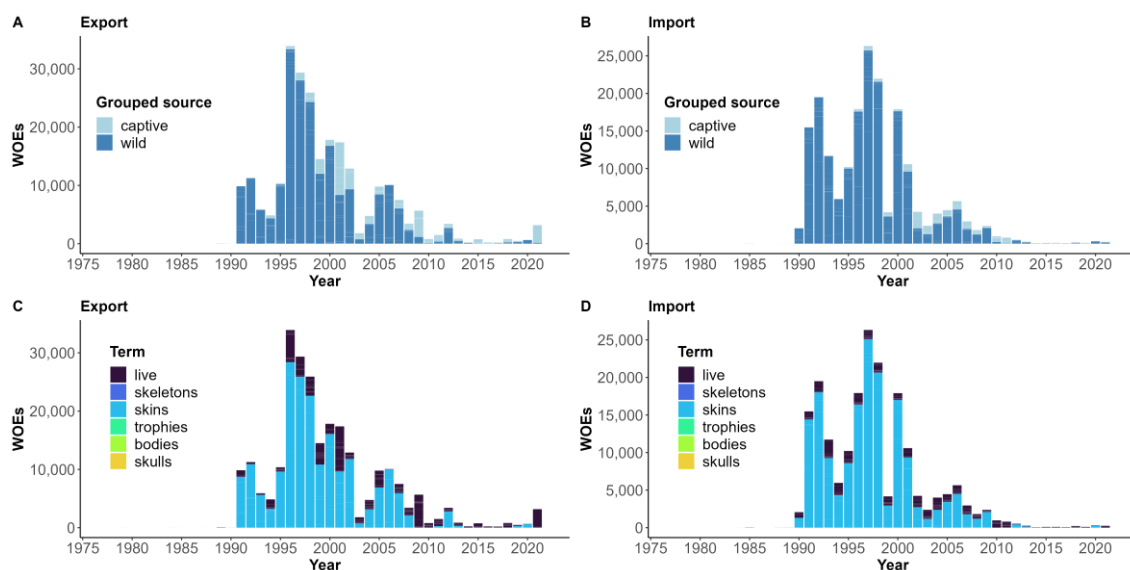 A Export
30,000
20,000
10,000
0
WOEs
Grouped source
captive
wild
1975 1980 1985 1990 1995 2000 2005 2010 2015 2020
Year
B Import
25,000
20,000
15,000
10,000
5,000
0
WOEs
Grouped source
captive
wild
1975 1980 1985 1990 1995 2000 2005 2010 2015 2020
Year
C Export
30,000
20,000
10,000
0
WOEs
Term
live
skeletons
skins
trophies
bodies
skulls
1975 1980 1985 1990 1995 2000 2005 2010 2015 2020
Year
D Import
25,000
20,000
15,000
10,000
5,000
0
WOEs
Term
live
skeletons
skins
trophies
bodies
skulls
1975 1980 1985 1990 1995 2000 2005 2010 2015 2020
Year